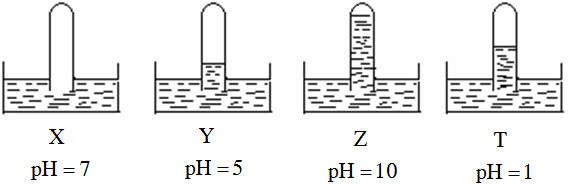 X Y Z T
pH = 7 pH = 5 pH = 10 pH = 1